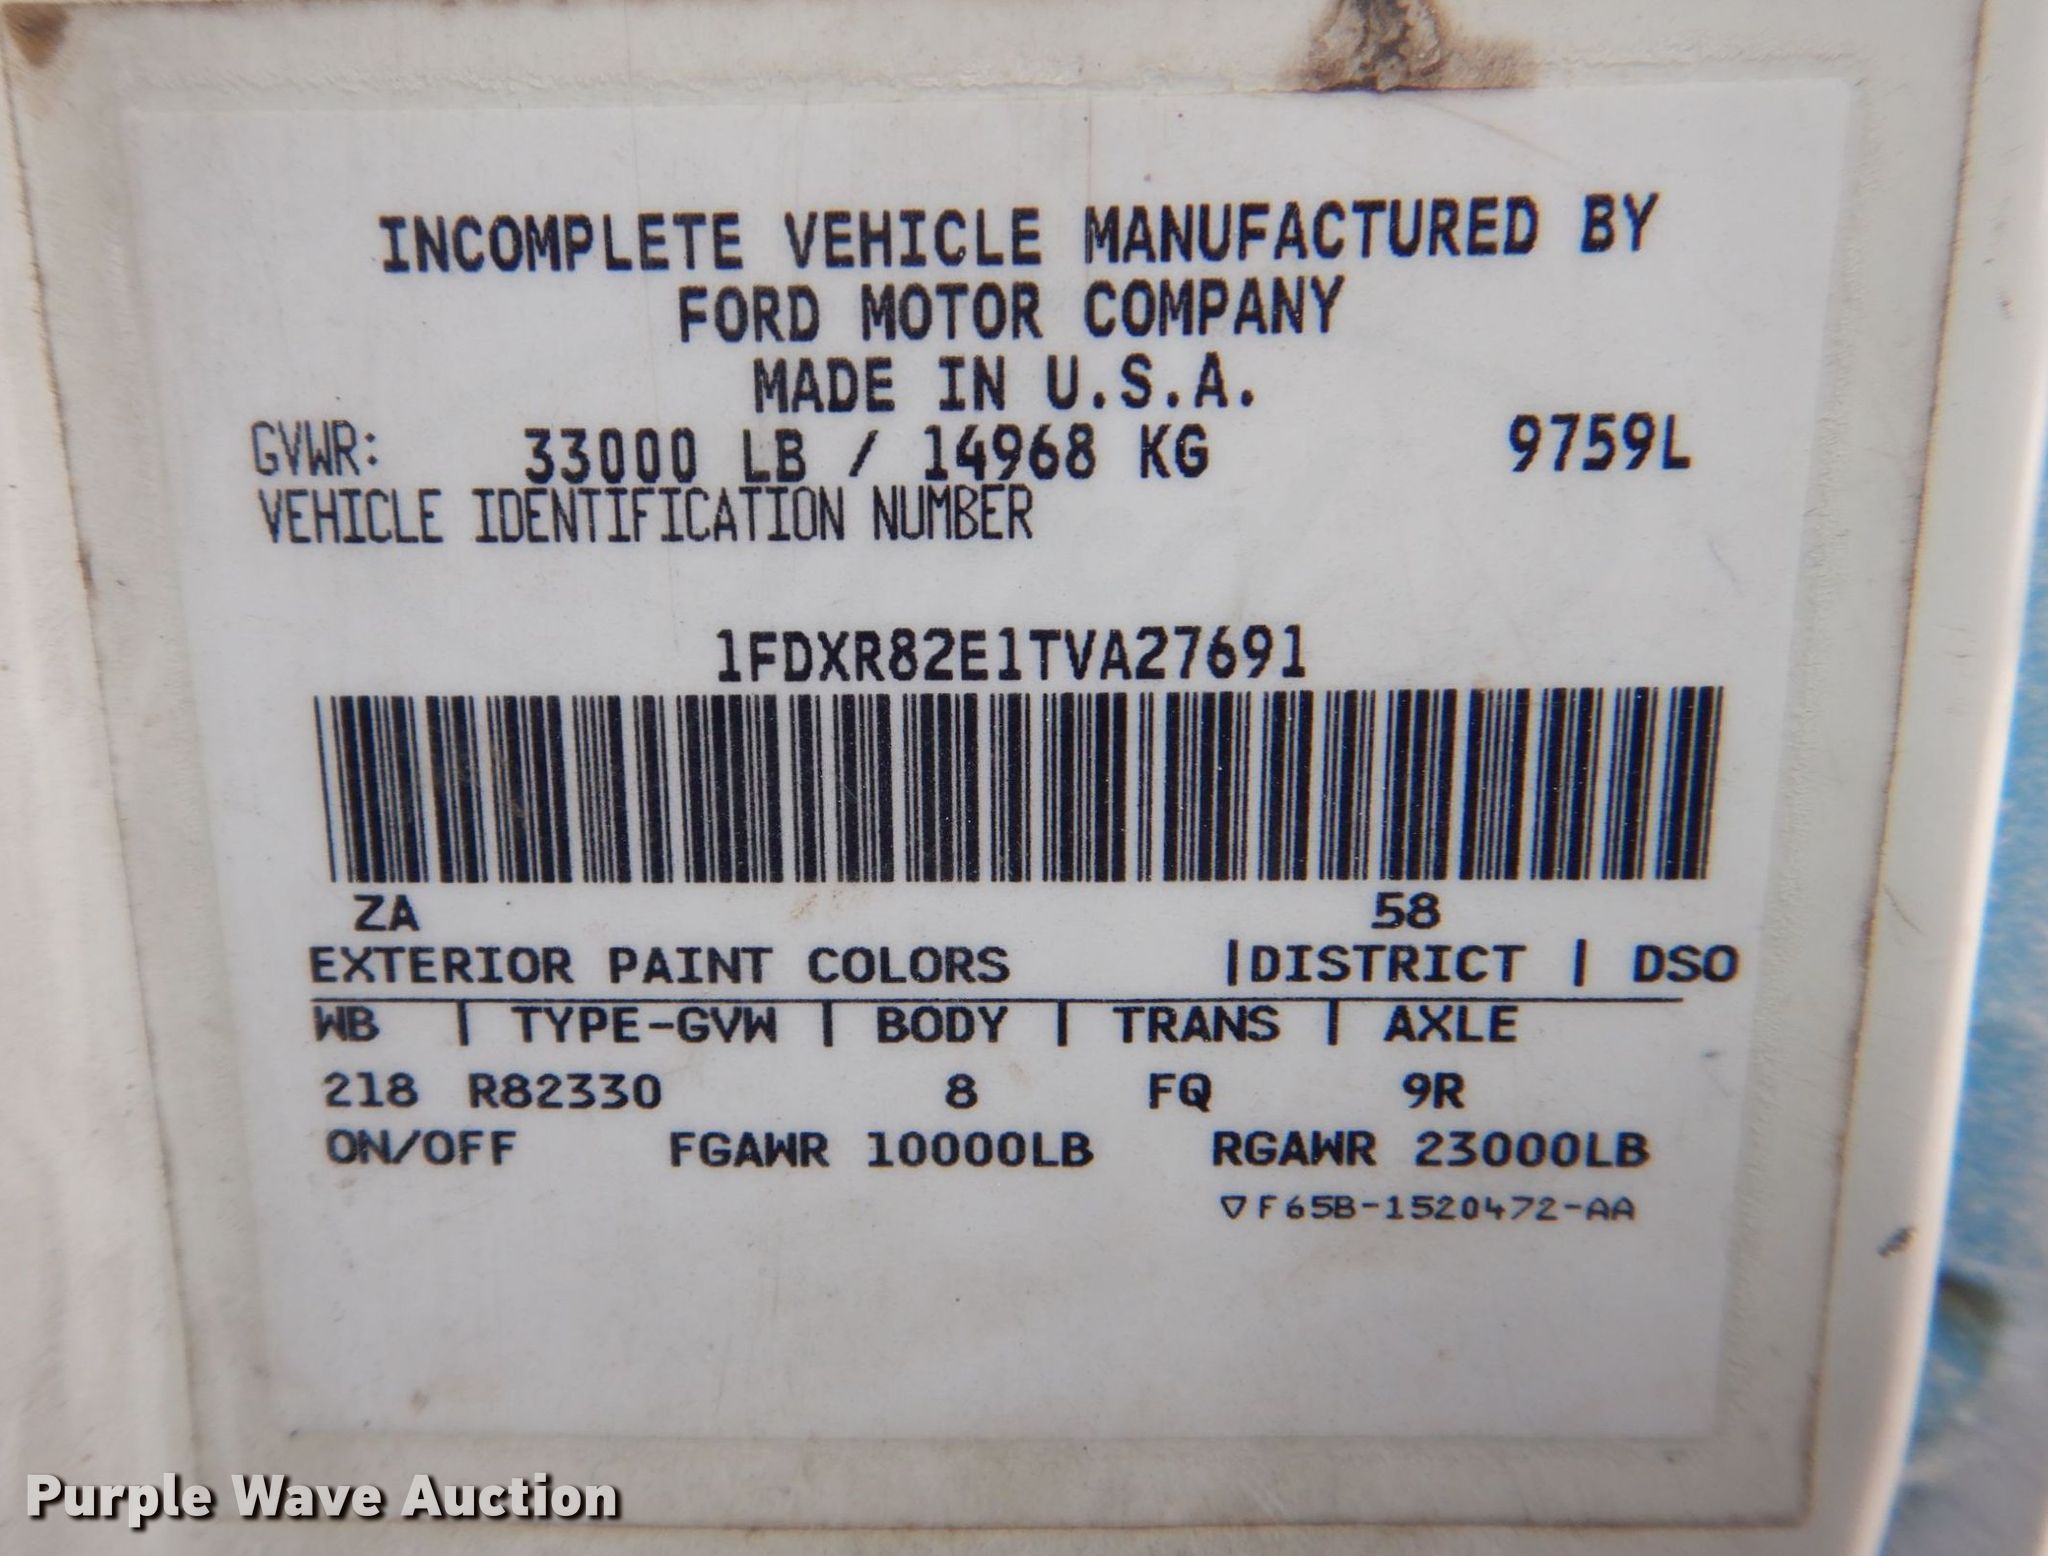 INCOMPLETE VEHICLE MANUFACTURED BY
FORD MOTOR COMPANY
MADE IN U.S.A.
GVWR: 33000 LB / 14968 KG 9759L
VEHICLE IDENTIFICATION NUMBER
1FDXR82E1TVA27691
ZA 58
EXTERIOR PAINT COLORS |DISTRICT | DSO
WB | TYPE-GVW | BODY | TRANS | AXLE
218 R82330 8 FQ 9R
ON/OFF FGAWR 10000LB RGAWR 23000LB
▽F65B-1520472-AA
Purple Wave Auction